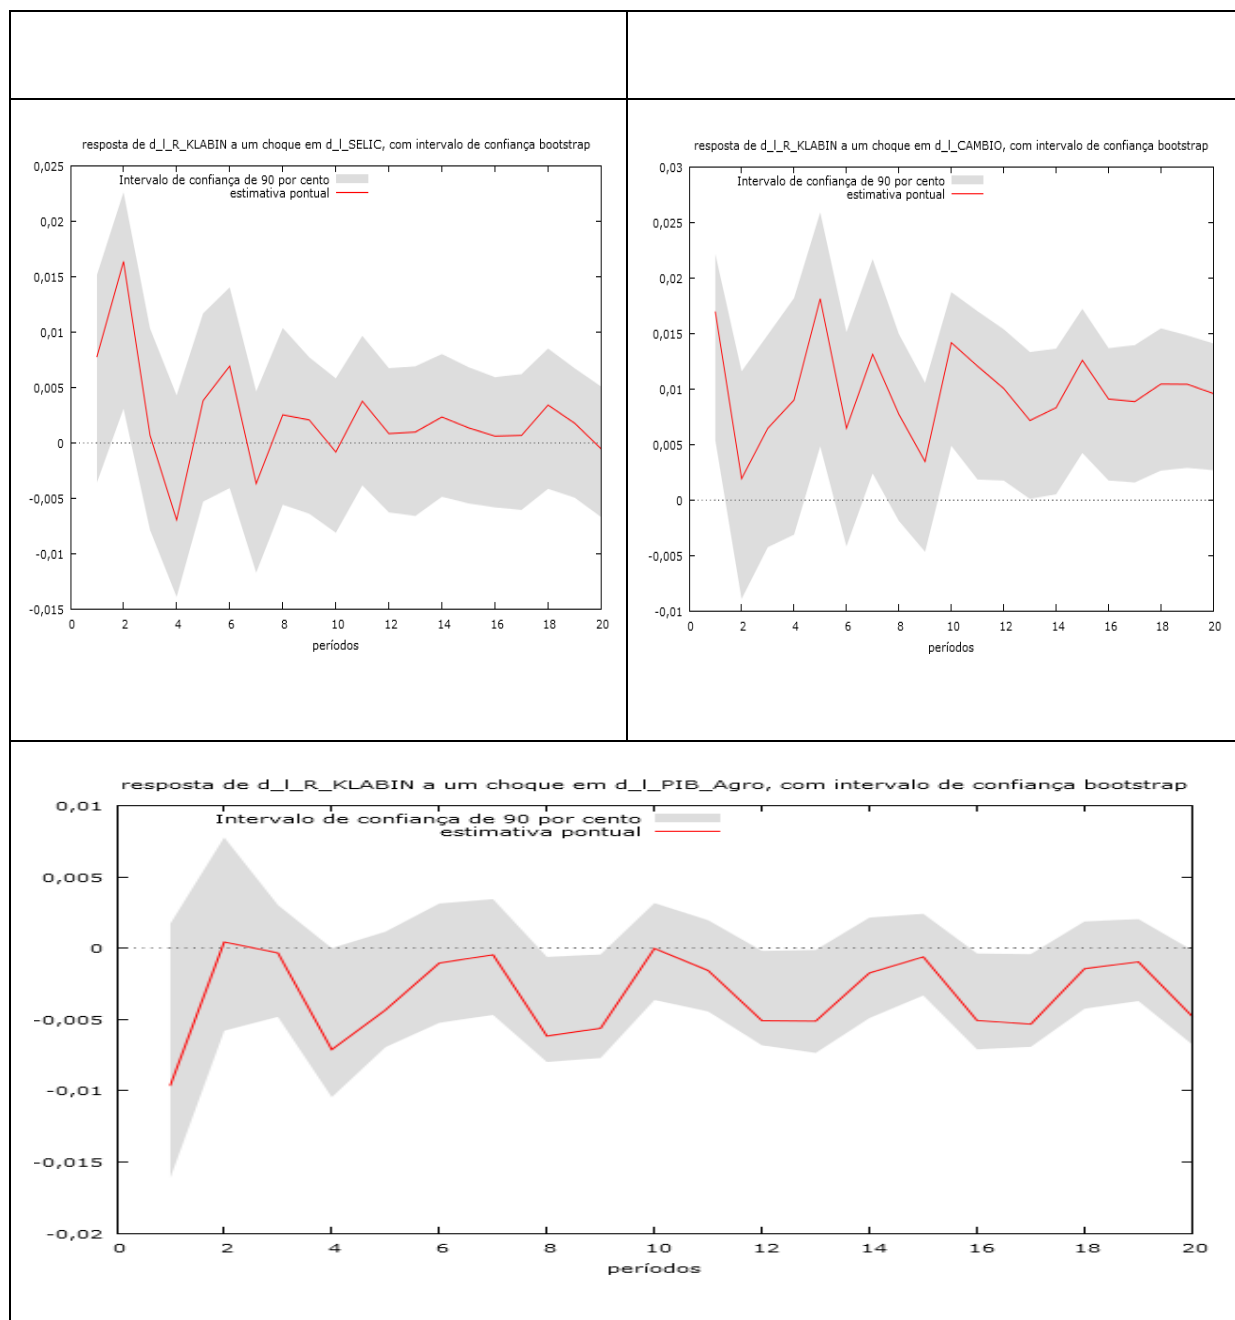 resposta de d_l_R_KLABIN a um choque em d_l_SELIC, com intervalo de confiança bootstrap
0,025
Intervalo de confiança de 90 por cento
estimativa pontual
0,02
0,015
0,01
0,005
0
-0,005
-0,01
-0,015
0 2 4 6 8 10 12 14 16 18 20
períodos
resposta de d_l_R_KLABIN a um choque em d_l_CAMBIO, com intervalo de confiança bootstrap
0,03
Intervalo de confiança de 90 por cento
estimativa pontual
0,025
0,02
0,015
0,01
0,005
0
-0,005
-0,01
0 2 4 6 8 10 12 14 16 18 20
períodos
resposta de d_l_R_KLABIN a um choque em d_l_PIB_Agro, com intervalo de confiança bootstrap
0,01
Intervalo de confiança de 90 por cento
estimativa pontual
0,005
0
-0,005
-0,01
-0,015
-0,02
0 2 4 6 8 10 12 14 16 18 20
períodos